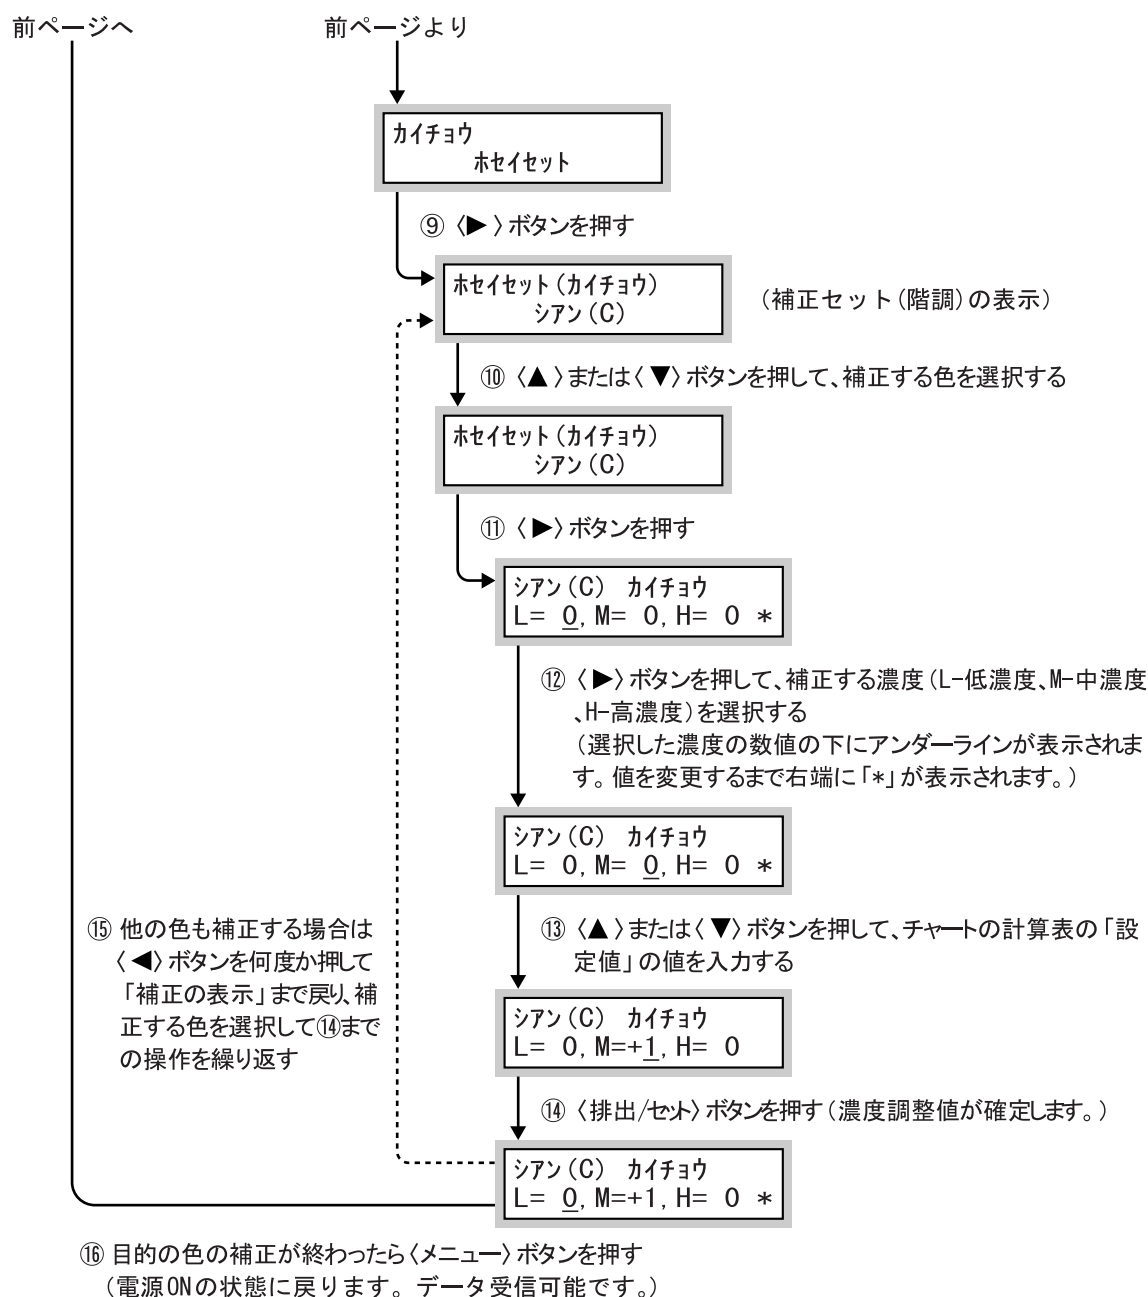 前ページへ
前ページより
カイチョウ
ホセイセット
⑨〈▶〉ボタンを押す
ホセイセット(カイチョウ)
シアン(C)
(補正セット(階調)の表示)
⑩〈▲〉または〈▼〉ボタンを押して、補正する色を選択する
ホセイセット(カイチョウ)
シアン(C)
⑪〈▶〉ボタンを押す
シアン(C) カイチョウ
L= 0, M= 0, H= 0 *
⑫〈▶〉ボタンを押して、補正する濃度(L-低濃度、M-中濃度
、H-高濃度)を選択する
(選択した濃度の数値の下にアンダーラインが表示されま
す。値を変更するまで右端に「*」が表示されます。)
シアン(C) カイチョウ
L= 0, M= 0, H= 0 *
⑬〈▲〉または〈▼〉ボタンを押して、チャートの計算表の「設
定値」の値を入力する
シアン(C) カイチョウ
L= 0, M=+1, H= 0
⑭〈排出/セット〉ボタンを押す(濃度調整値が確定します。)
シアン(C) カイチョウ
L= 0, M=+1, H= 0 *
⑮ 他の色も補正する場合は
〈◀〉ボタンを何度か押して
「補正の表示」まで戻り、補
正する色を選択して⑭まで
の操作を繰り返す
⑯ 目的の色の補正が終わったら〈メニュー〉ボタンを押す
(電源ONの状態に戻ります。データ受信可能です。)